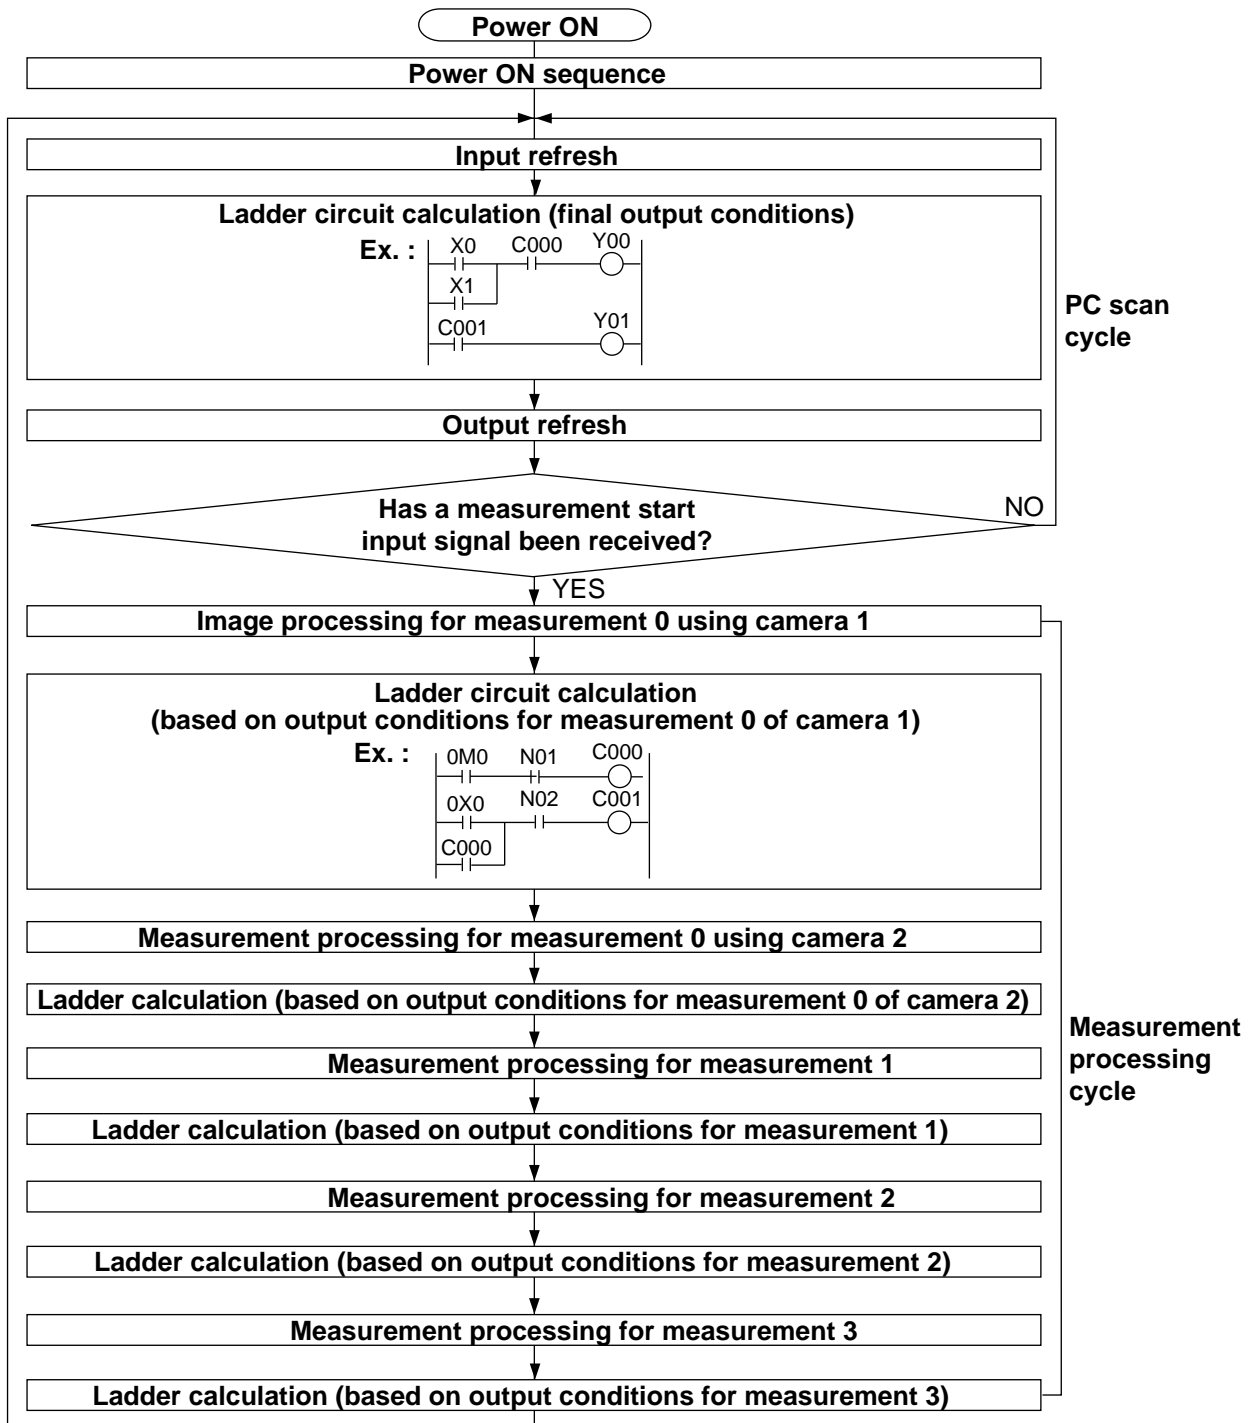 Power ON
Power ON sequence
Input refresh
Ladder circuit calculation (final output conditions)
Ex. :
X0 C000 Y00
X1
C001 Y01
PC scan
cycle
Output refresh
Has a measurement start
input signal been received?
NO
YES
Image processing for measurement 0 using camera 1
Ladder circuit calculation
(based on output conditions for measurement 0 of camera 1)
Ex. :
0M0 N01 C000
0X0 N02 C001
C000
Measurement processing for measurement 0 using camera 2
Ladder calculation (based on output conditions for measurement 0 of camera 2)
Measurement
processing
cycle
Measurement processing for measurement 1
Ladder calculation (based on output conditions for measurement 1)
Measurement processing for measurement 2
Ladder calculation (based on output conditions for measurement 2)
Measurement processing for measurement 3
Ladder calculation (based on output conditions for measurement 3)